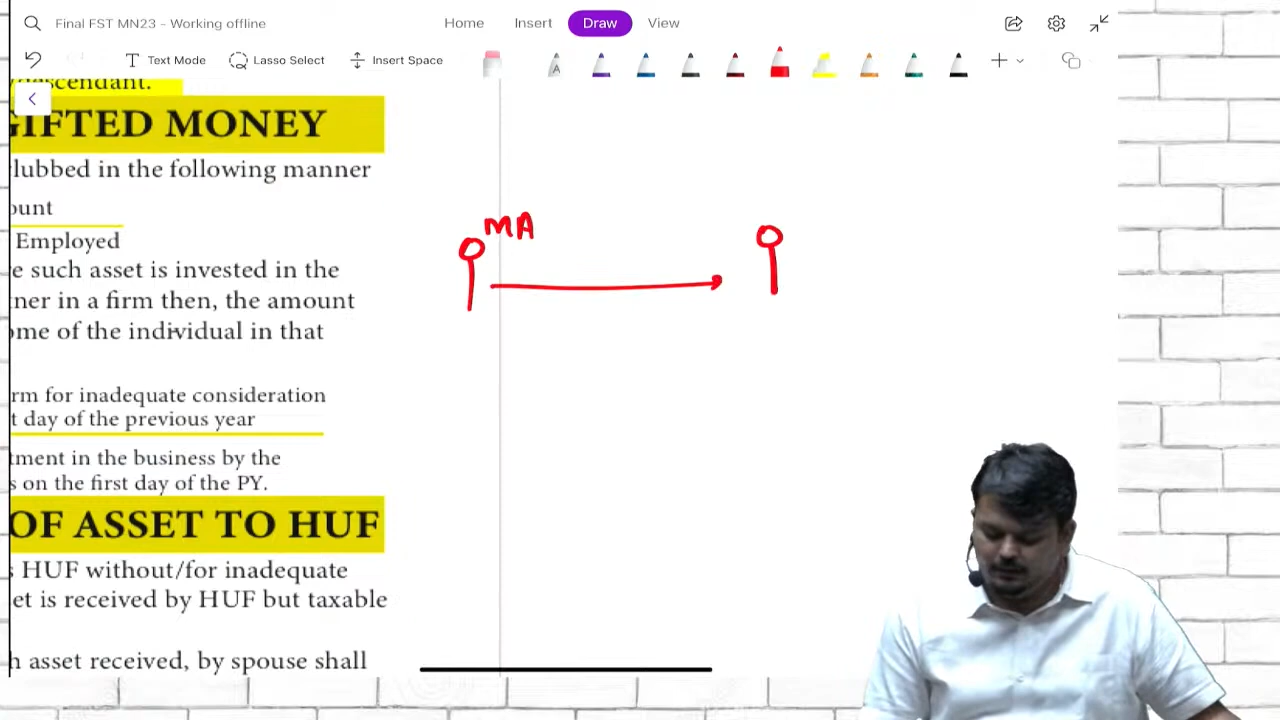 Final FST MN23 - Working offline
Home Insert Draw View
Text Mode Lasso Select Insert Space
A
descendant.
GIFTED MONEY
clubbed in the following manner
ount
Employed
e such asset is invested in the
ner in a firm then, the amount
ome of the individual in that
rm for inadequate consideration
t day of the previous year
tment in the business by the
s on the first day of the PY.
OF ASSET TO HUF
s HUF without/for inadequate
et is received by HUF but taxable
h asset received, by spouse shall
MA